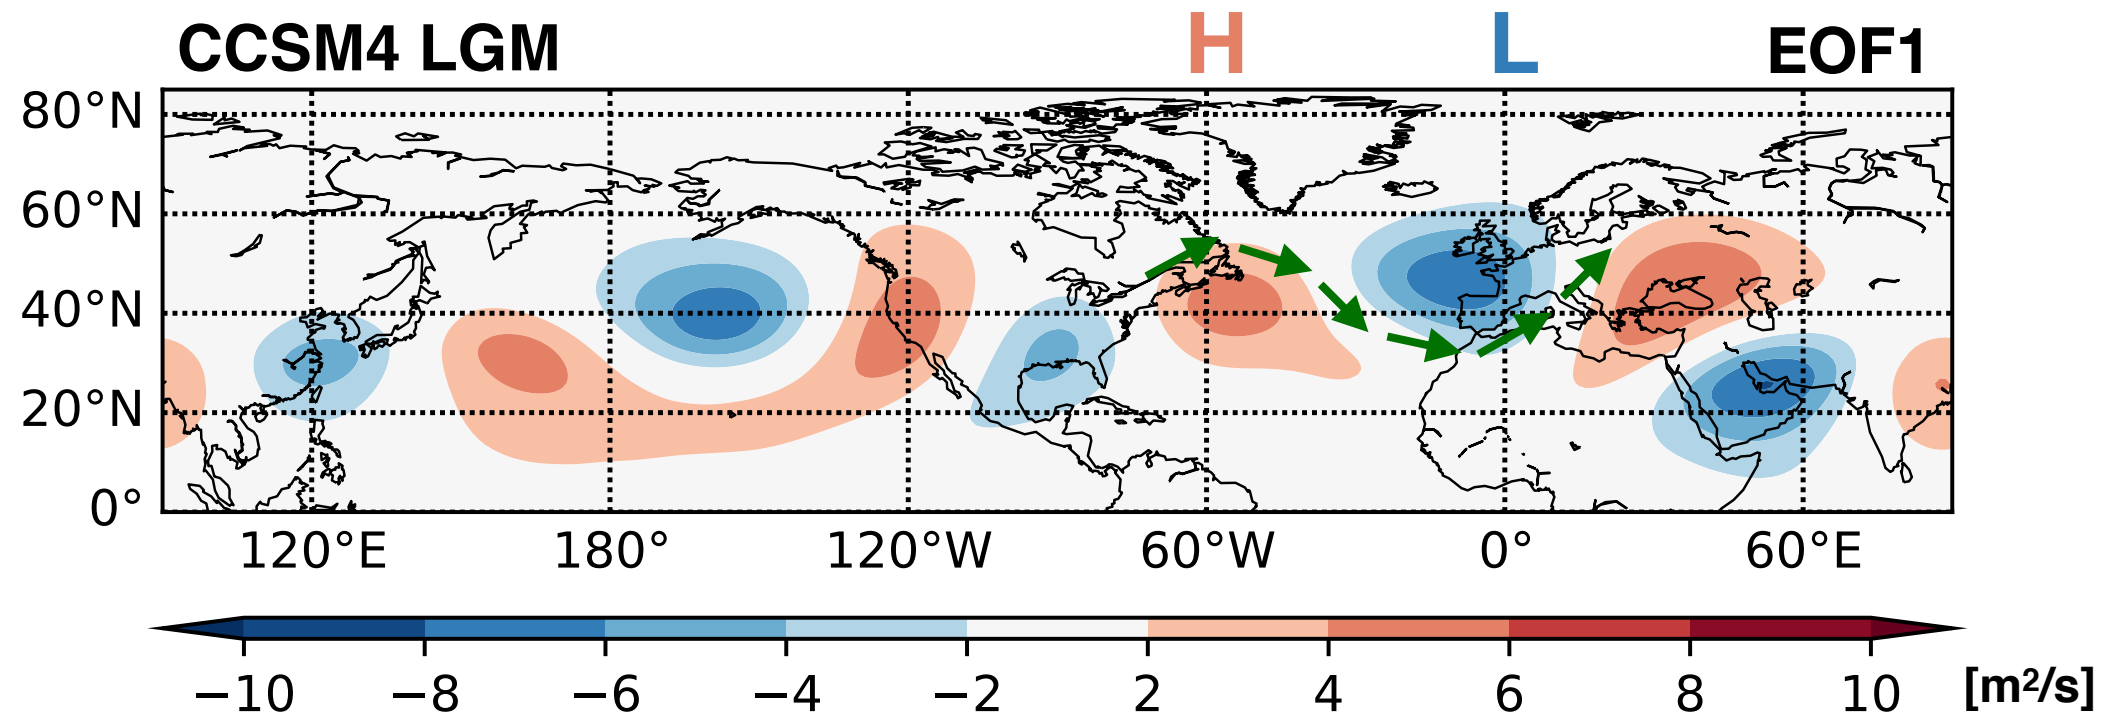 CCSM4 LGM H L EOF1
80°N
60°N
40°N
20°N
0°
120°E 180° 120°W 60°W 0° 60°E
−10 −8 −6 −4 −2 2 4 6 8 10 [m²/s]